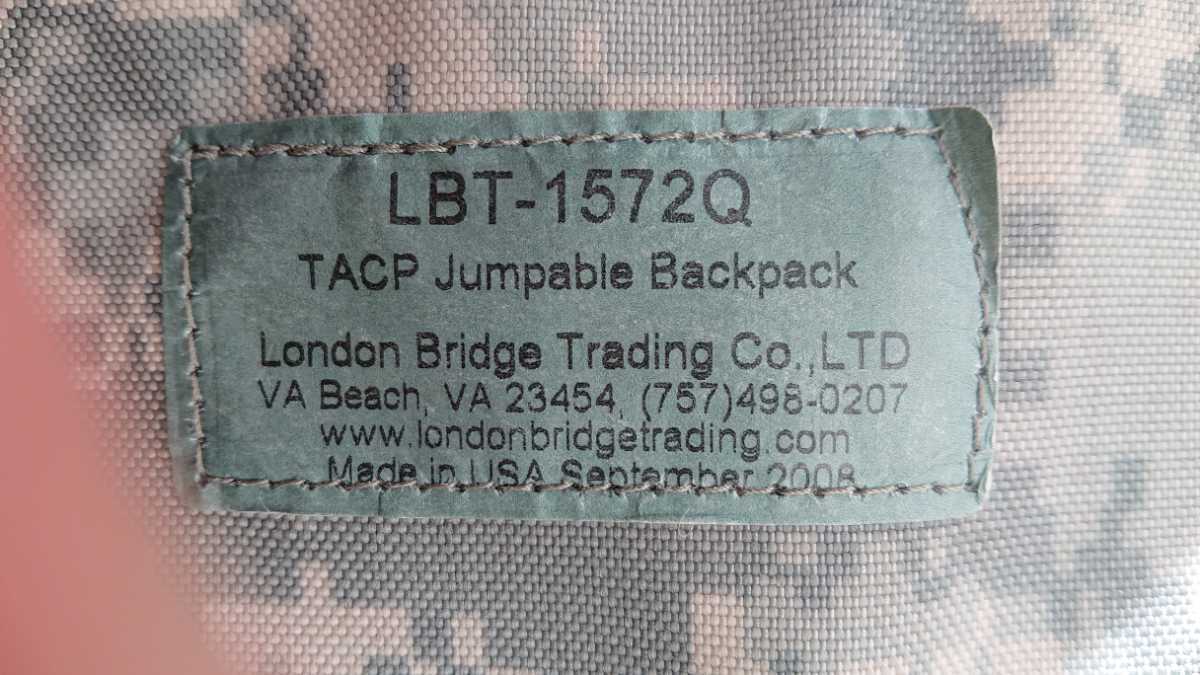 LBT-1572Q
TACP Jumpable Backpack
London Bridge Trading Co.,LTD
VA Beach, VA 23454, (757)498-0207
www.londonbridgetrading.com
Made in USA September